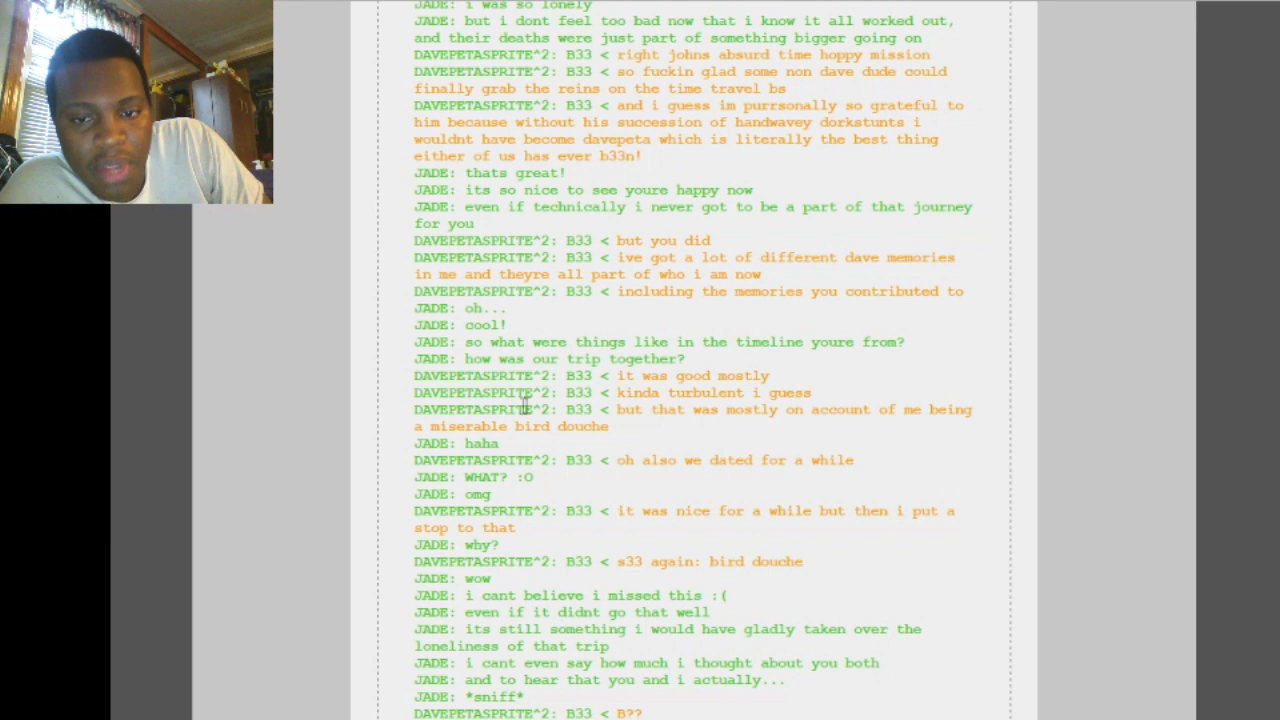 JADE: i was so lonely
JADE: but i dont feel too bad now that i know it all worked out,
and their deaths were just part of something bigger going on
DAVEPETASPRITE^2: B33 < right johns absurd time hoppy mission
DAVEPETASPRITE^2: B33 < so fuckin glad some non dave dude could
finally grab the reins on the time travel bs
DAVEPETASPRITE^2: B33 < and i guess im purrsonally so grateful to
him because without his succession of handwavey dorkstunts i
wouldnt have become davepeta which is literally the best thing
either of us has ever b33n!
JADE: thats great!
JADE: its so nice to see youre happy now
JADE: even if technically i never got to be a part of that journey
for you
DAVEPETASPRITE^2: B33 < but you did
DAVEPETASPRITE^2: B33 < ive got a lot of different dave memories
in me and theyre all part of who i am now
DAVEPETASPRITE^2: B33 < including the memories you contributed to
JADE: oh...
JADE: cool!
JADE: so what were things like in the timeline youre from?
JADE: how was our trip together?
DAVEPETASPRITE^2: B33 < it was good mostly
DAVEPETASPRITE^2: B33 < kinda turbulent i guess
DAVEPETASPRITE^2: B33 < but that was mostly on account of me being
a miserable bird douche
JADE: haha
DAVEPETASPRITE^2: B33 < oh also we dated for a while
JADE: WHAT? :O
JADE: omg
DAVEPETASPRITE^2: B33 < it was nice for a while but then i put a
stop to that
JADE: why?
DAVEPETASPRITE^2: B33 < s33 again: bird douche
JADE: wow
JADE: i cant believe i missed this :(
JADE: even if it didnt go that well
JADE: its still something i would have gladly taken over the
loneliness of that trip
JADE: i cant even say how much i thought about you both
JADE: and to hear that you and i actually...
JADE: *sniff*
DAVEPETASPRITE^2: B33 < B??